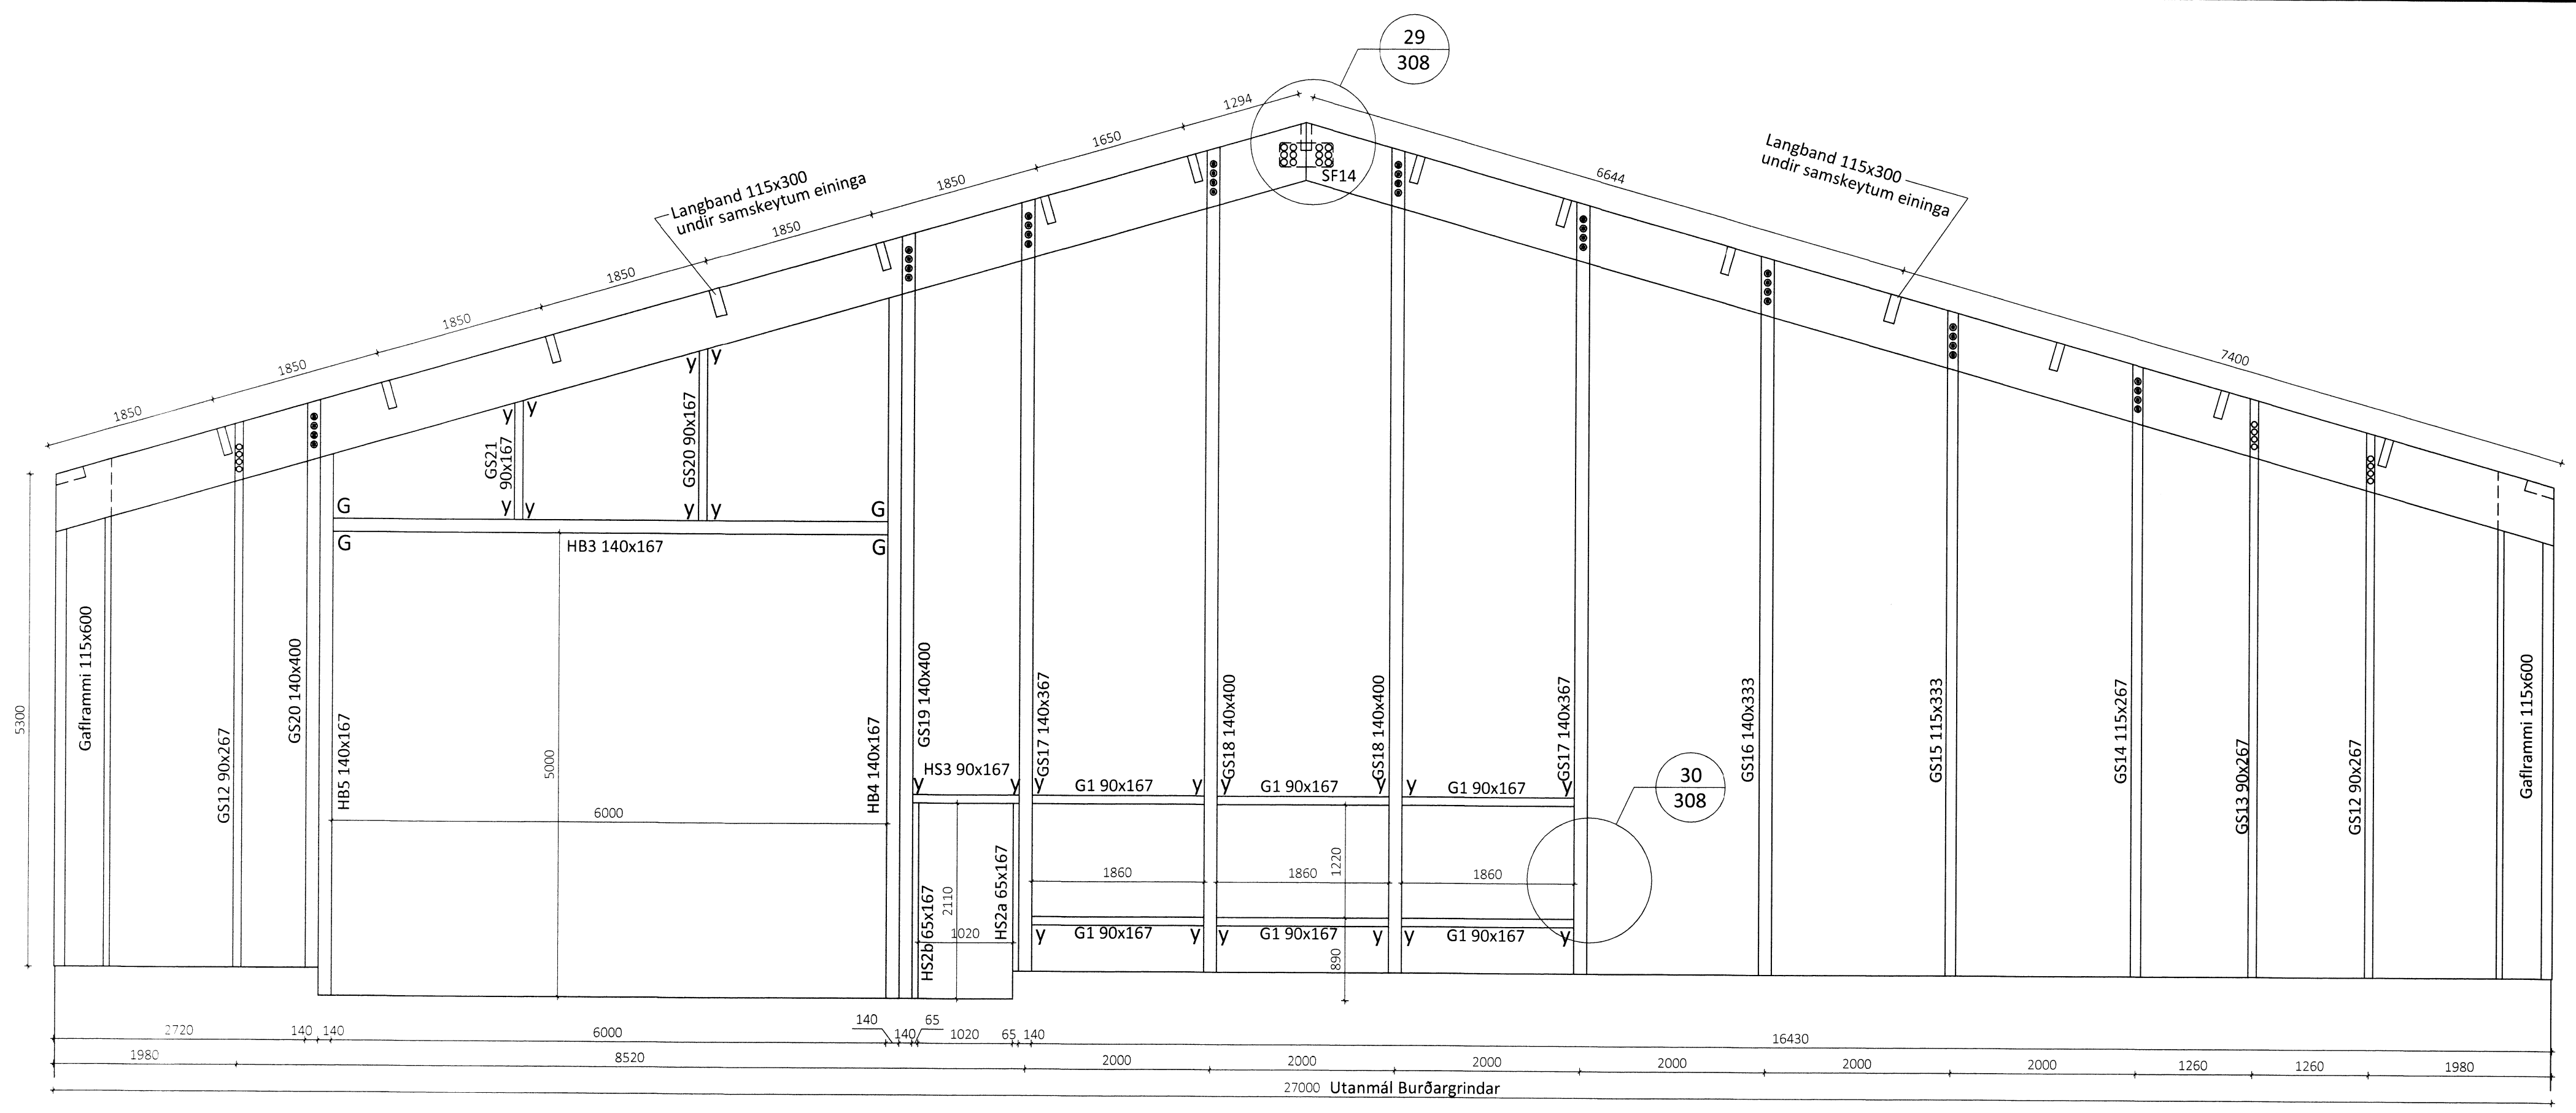 29
308
1294
1650
1850
1850
1850
1850
1850
1850
6644
7400
Langband 115x300
undir samskeytum eininga
Langband 115x300
undir samskeytum eininga
SF14
y y
y y
GS21
90x167
y y
GS20 90x167
y y
G G
G G
HB3 140x167
5300
Gaflrammi 115x600
GS12 90x267
GS20 140x400
HB5 140x167
5000
6000
HB4 140x167
GS19 140x400
HS3 90x167
y y
GS17 140x367
GS18 140x400
GS18 140x400
GS17 140x367
y G1 90x167 y
y G1 90x167 y
y G1 90x167 y
30
308
GS16 140x333
GS15 115x333
GS14 115x267
GS13 90x267
GS12 90x267
Gaflrammi 115x600
HS2b 65x167
2110
1020
HS2a 65x167
1860
1860
1860
1220
y G1 90x167 y
y G1 90x167 y
y G1 90x167 y
890
2720 140 140 6000 140 140 65 1020 65 140 16430
1980 8520 2000 2000 2000 2000 2000 2000 1260 1260 1980
27000 Utanmál Burðargrindar